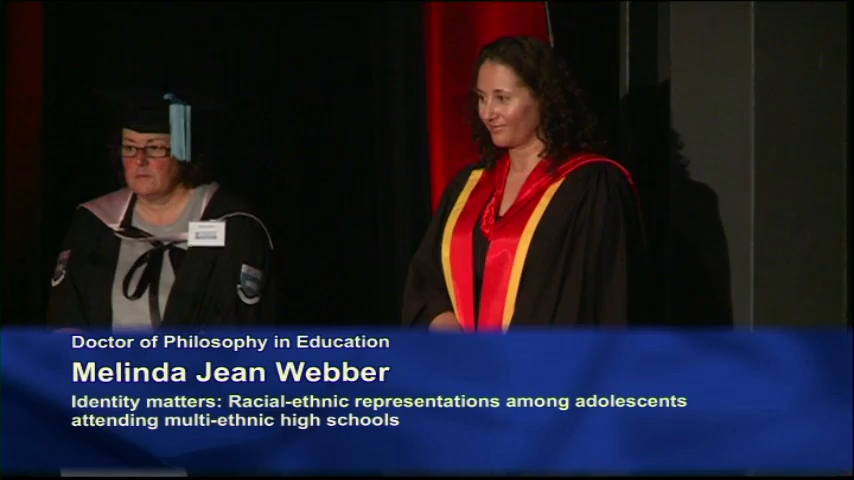 Doctor of Philosophy in Education
Melinda Jean Webber
Identity matters: Racial-ethnic representations among adolescents
attending multi-ethnic high schools